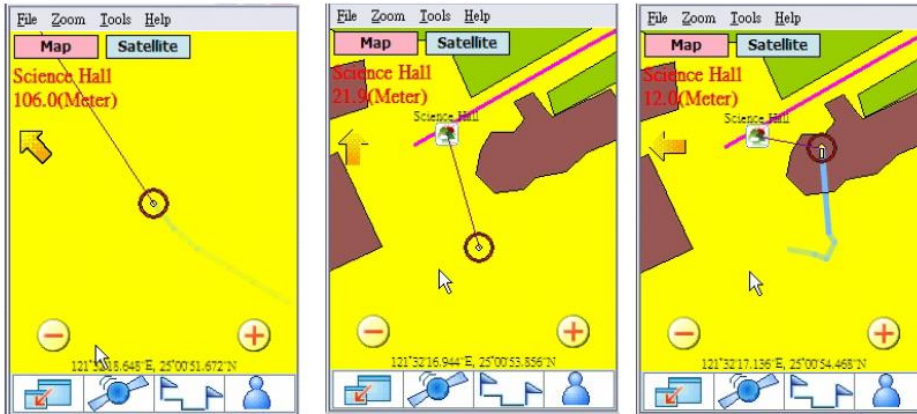 File Zoom Tools Help
Map Satellite
Science Hall
106.0(Meter)
121°32'18.648"E, 25°00'51.672"N
File Zoom Tools Help
Map Satellite
Science Hall
21.9(Meter)
Science Hall
121°32'16.944"E, 25°00'53.856"N
File Zoom Tools Help
Map Satellite
Science Hall
12.0(Meter)
Science Hall
121°32'17.136"E, 25°00'54.468"N